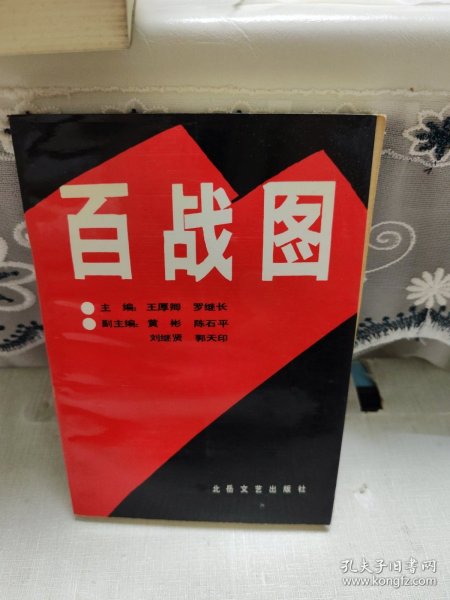 百战图
主 编：王厚卿 罗继长
副主编：黄 彬 陈石平
刘继贤 郭天印
北岳文艺出版社
孔夫子旧书网
www.kongfz.com